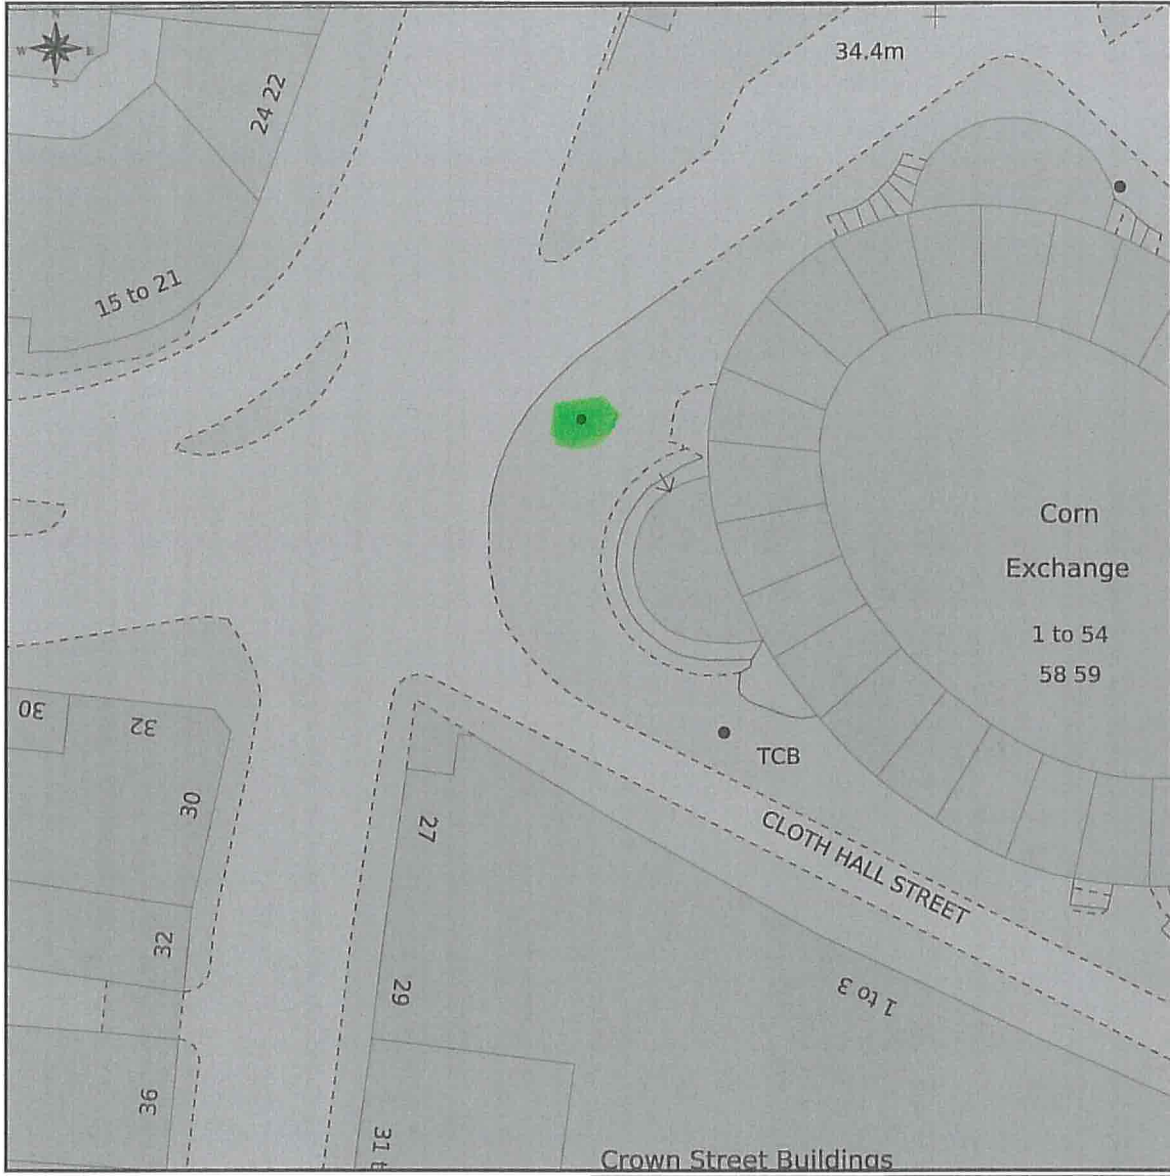 N
W E
S
34.4m
24 22
15 to 21
Corn
Exchange
1 to 54
58 59
30
32
TCB
30
27
CLOTH HALL STREET
32
29
1 to 3
36
31 t
Crown Street Buildings